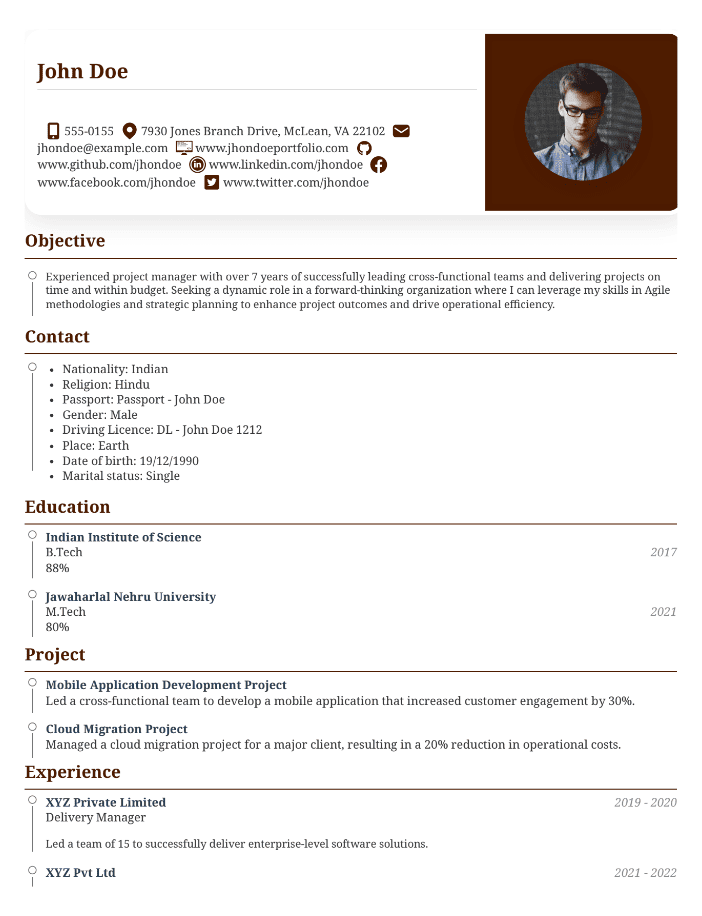 John Doe
555-0155 7930 Jones Branch Drive, McLean, VA 22102
jhondoe@example.com www.jhondoeportfolio.com
www.github.com/jhondoe www.linkedin.com/jhondoe
www.facebook.com/jhondoe www.twitter.com/jhondoe
Objective
Experienced project manager with over 7 years of successfully leading cross-functional teams and delivering projects on
time and within budget. Seeking a dynamic role in a forward-thinking organization where I can leverage my skills in Agile
methodologies and strategic planning to enhance project outcomes and drive operational efficiency.
Contact
• Nationality: Indian
• Religion: Hindu
• Passport: Passport - John Doe
• Gender: Male
• Driving Licence: DL - John Doe 1212
• Place: Earth
• Date of birth: 19/12/1990
• Marital status: Single
Education
Indian Institute of Science
B.Tech 2017
88%
Jawaharlal Nehru University
M.Tech 2021
80%
Project
Mobile Application Development Project
Led a cross-functional team to develop a mobile application that increased customer engagement by 30%.
Cloud Migration Project
Managed a cloud migration project for a major client, resulting in a 20% reduction in operational costs.
Experience
XYZ Private Limited 2019 - 2020
Delivery Manager
Led a team of 15 to successfully deliver enterprise-level software solutions.
XYZ Pvt Ltd 2021 - 2022